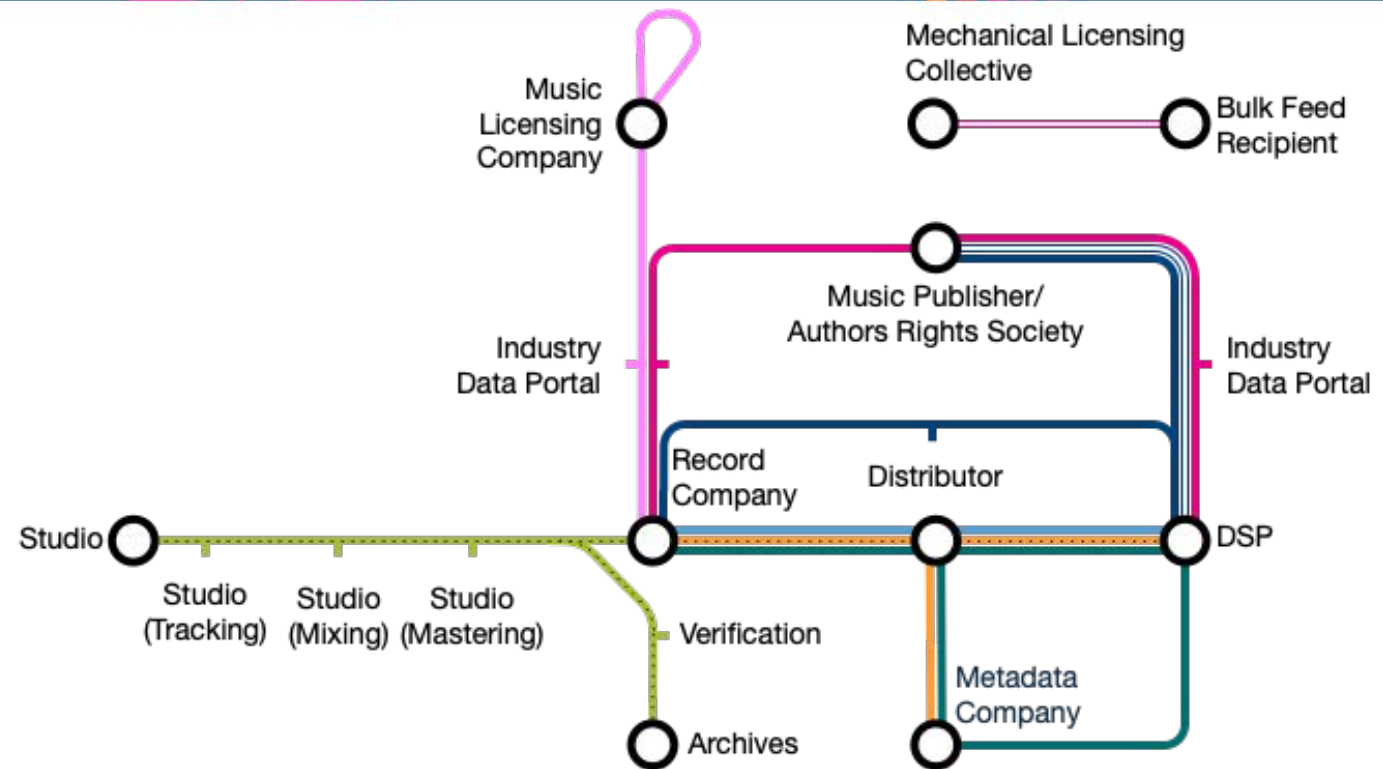 Mechanical Licensing
Collective
Music
Licensing
Company
Bulk Feed
Recipient
Music Publisher/
Authors Rights Society
Industry
Data Portal
Industry
Data Portal
Record
Company
Distributor
Studio
DSP
Studio
(Tracking)
Studio
(Mixing)
Studio
(Mastering)
Verification
Metadata
Company
Archives